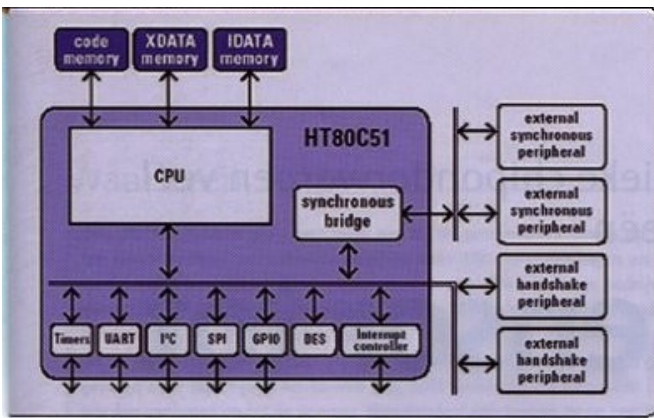 code
memory
XDATA
memory
IDATA
memory
HT80C51
CPU
synchronous
bridge
external
synchronous
peripheral
external
synchronous
peripheral
external
handshake
peripheral
external
handshake
peripheral
Timers
UART
I²C
SPI
GPIO
DES
Interrupt
controller